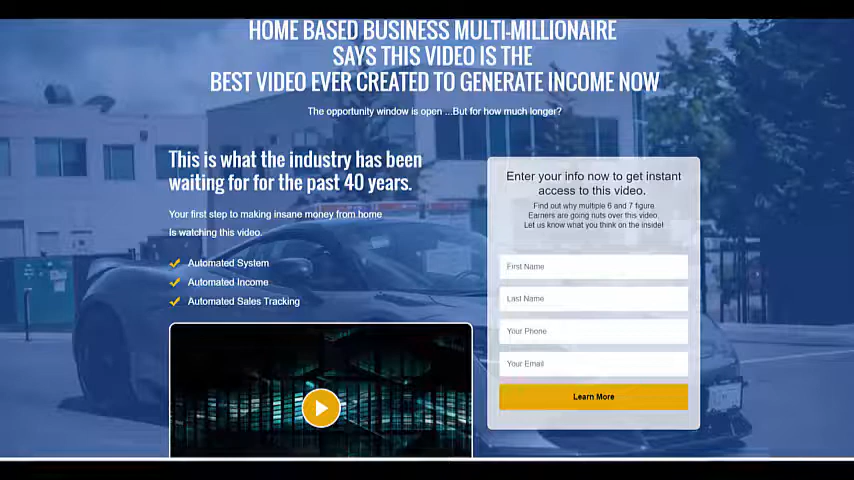 HOME BASED BUSINESS MULTI-MILLIONAIRE
SAYS THIS VIDEO IS THE
BEST VIDEO EVER CREATED TO GENERATE INCOME NOW
The opportunity window is open ...But for how much longer?
This is what the industry has been
waiting for for the past 40 years.
Your first step to making insane money from home
Is watching this video.
Automated System
Automated Income
Automated Sales Tracking
Enter your info now to get instant
access to this video.
Find out why multiple 6 and 7 figure
Earners are going nuts over this video,
Let us know what you think on the inside!
First Name
Last Name
Your Phone
Your Email
Learn More